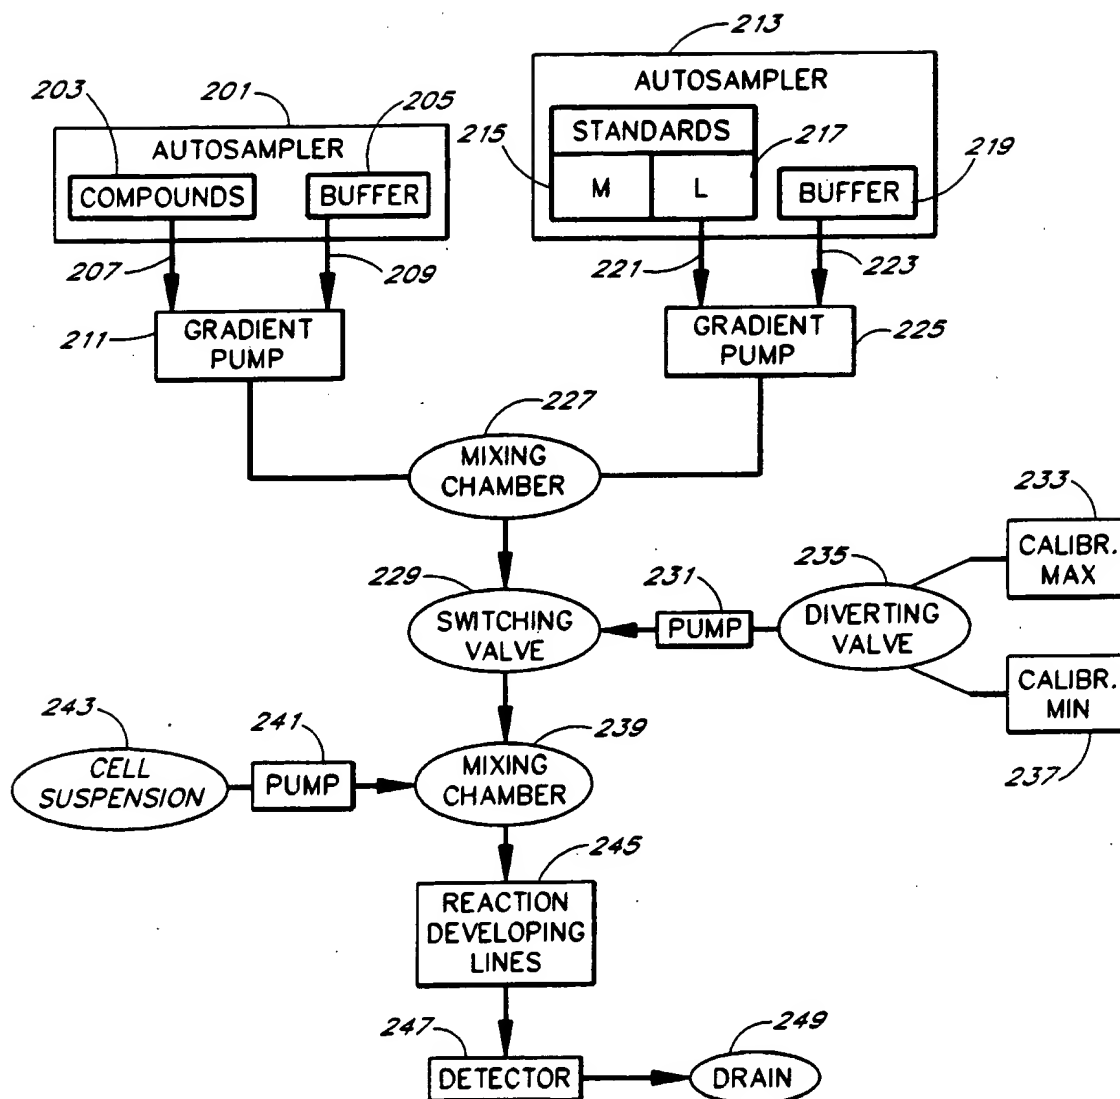 213
AUTOSAMPLER
203
201
205
AUTOSAMPLER
COMPOUNDS
BUFFER
215
STANDARDS
M
L
217
BUFFER
219
207
209
221
223
211
GRADIENT
PUMP
GRADIENT
PUMP
225
227
MIXING
CHAMBER
229
SWITCHING
VALVE
231
PUMP
235
DIVERTING
VALVE
233
CALIBR.
MAX
CALIBR.
MIN
237
243
CELL
SUSPENSION
241
PUMP
239
MIXING
CHAMBER
245
REACTION
DEVELOPING
LINES
247
DETECTOR
249
DRAIN